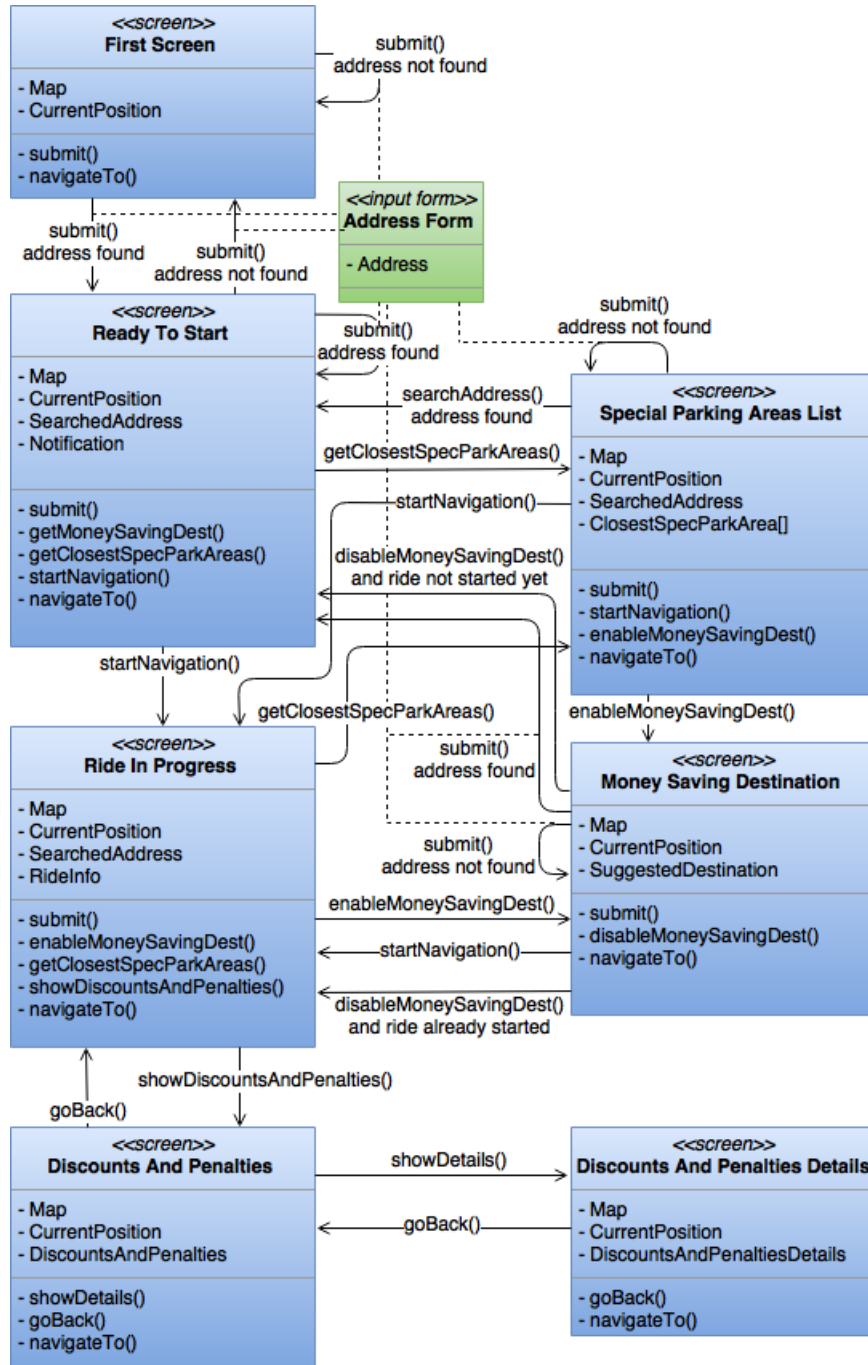 <<screen>>
First Screen
- Map
- CurrentPosition
- submit()
- navigateTo()
submit()
address not found
<<input form>>
Address Form
- Address
submit()
address found
submit()
address not found
<<screen>>
Ready To Start
- Map
- CurrentPosition
- SearchedAddress
- Notification
- submit()
- getMoneySavingDest()
- getClosestSpecParkAreas()
- startNavigation()
- navigateTo()
submit()
address found
submit()
address not found
searchAddress()
address found
getClosestSpecParkAreas()
startNavigation()
<<screen>>
Special Parking Areas List
- Map
- CurrentPosition
- SearchedAddress
- ClosestSpecParkArea[]
- submit()
- startNavigation()
- enableMoneySavingDest()
- navigateTo()
disableMoneySavingDest()
and ride not started yet
startNavigation()
getClosestSpecParkAreas()
enableMoneySavingDest()
submit()
address found
<<screen>>
Ride In Progress
- Map
- CurrentPosition
- SearchedAddress
- RideInfo
- submit()
- enableMoneySavingDest()
- getClosestSpecParkAreas()
- showDiscountsAndPenalties()
- navigateTo()
<<screen>>
Money Saving Destination
- Map
- CurrentPosition
- SuggestedDestination
- submit()
- disableMoneySavingDest()
- navigateTo()
submit()
address not found
enableMoneySavingDest()
startNavigation()
disableMoneySavingDest()
and ride already started
showDiscountsAndPenalties()
goBack()
<<screen>>
Discounts And Penalties
- Map
- CurrentPosition
- DiscountsAndPenalties
- showDetails()
- goBack()
- navigateTo()
showDetails()
goBack()
<<screen>>
Discounts And Penalties Details
- Map
- CurrentPosition
- DiscountsAndPenaltiesDetails
- goBack()
- navigateTo()